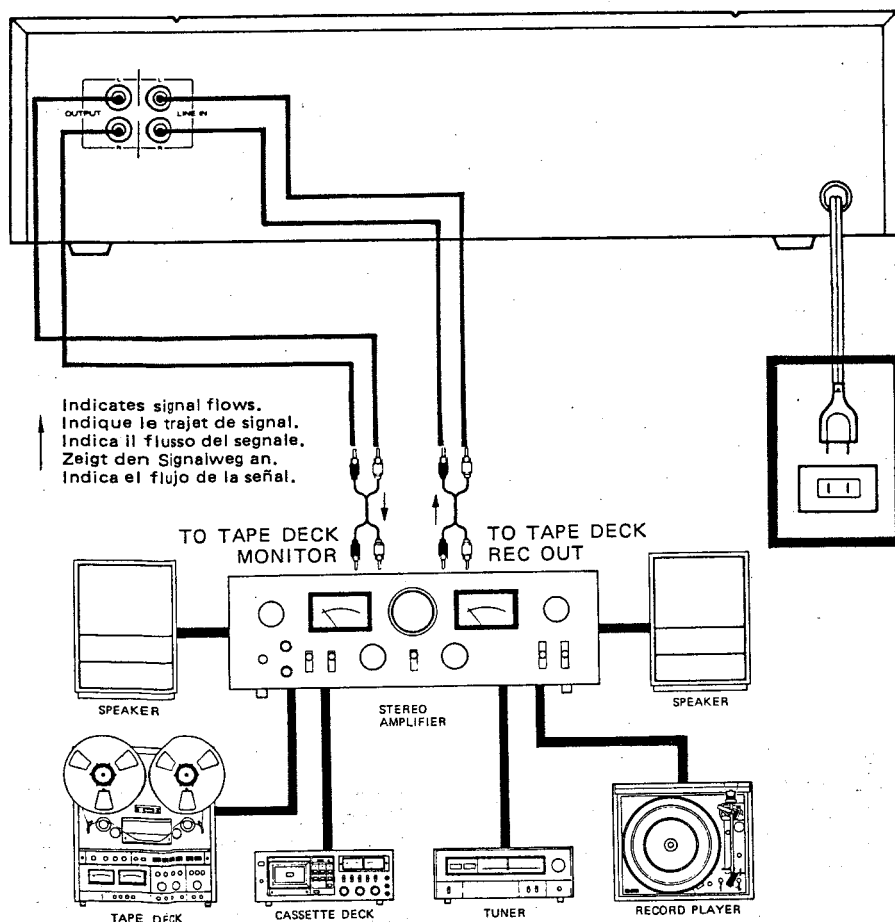 L L
OUTPUT LINE IN
R R
Indicates signal flows.
Indique le trajet de signal.
Indica il flusso del segnale.
Zeigt den Signalweg an.
Indica el flujo de la señal.
TO TAPE DECK
MONITOR
TO TAPE DECK
REC OUT
SPEAKER
STEREO
AMPLIFIER
SPEAKER
TAPE DECK
CASSETTE DECK
TUNER
RECORD PLAYER